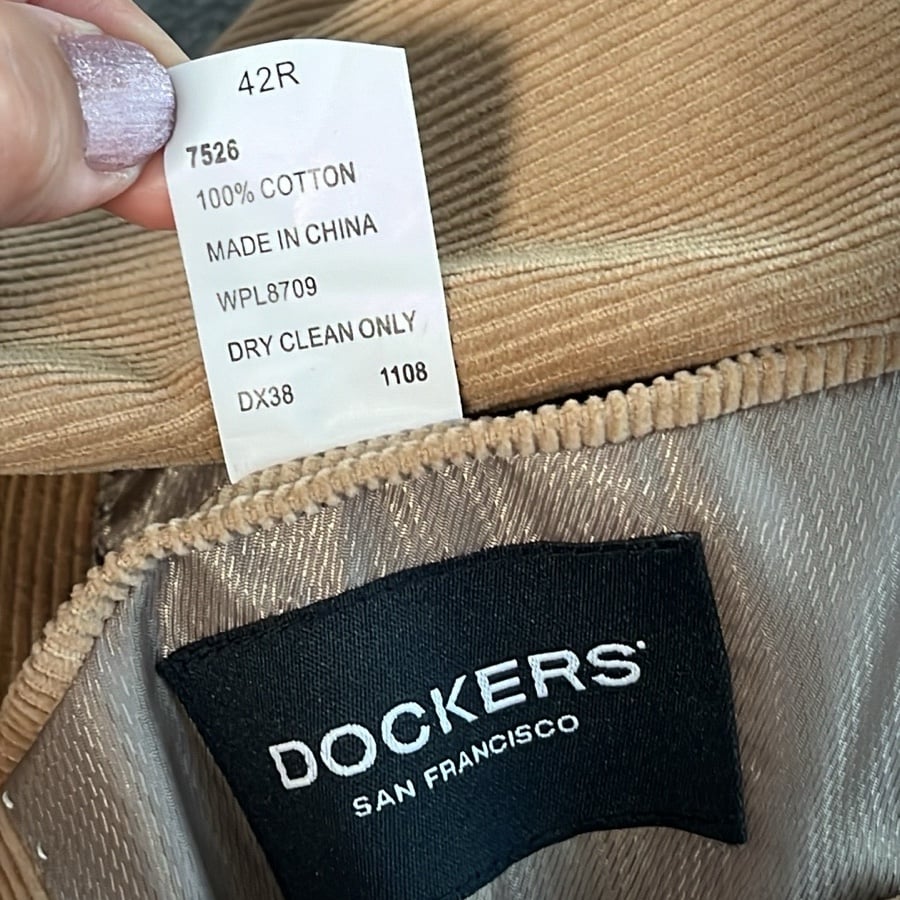 42R
7526
100% COTTON
MADE IN CHINA
WPL8709
DRY CLEAN ONLY
DX38 1108
DOCKERS
SAN FRANCISCO